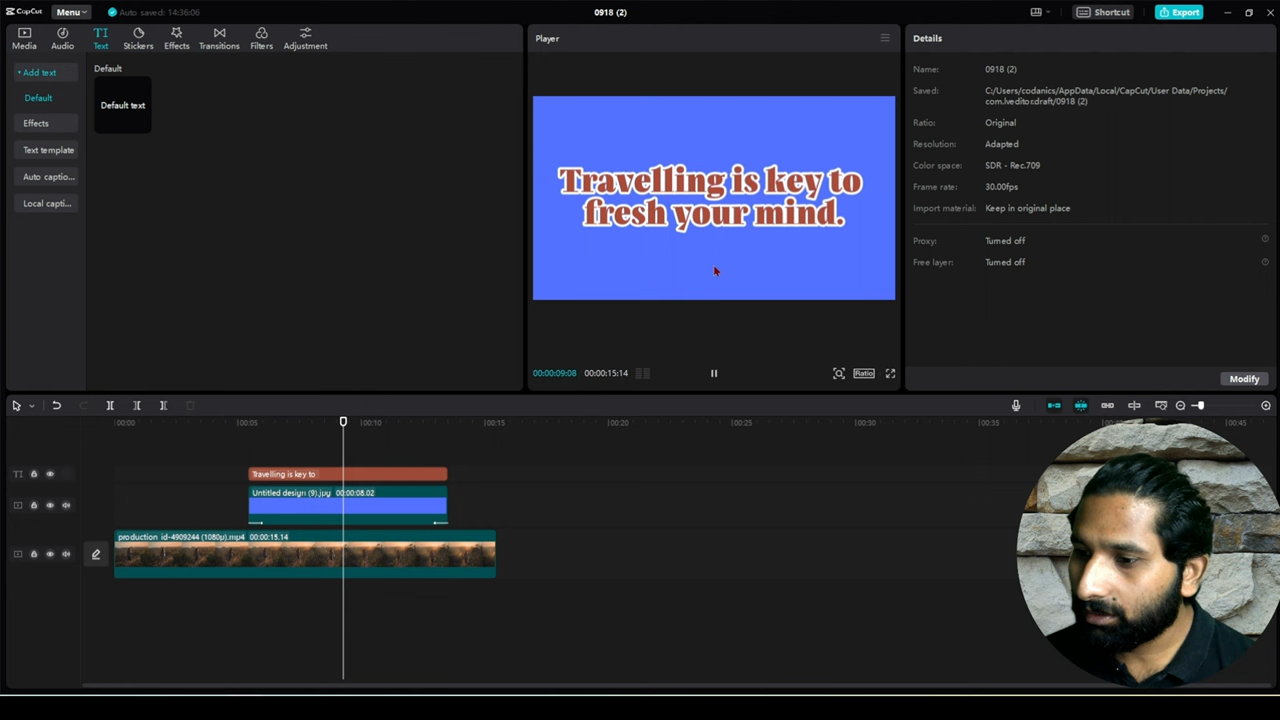 CapCut
Menu
Auto saved: 14:36:06
0918 (2)
Shortcut
Export
Media
Audio
TI
Text
Stickers
Effects
Transitions
Filters
Adjustment
Add text
Default
Effects
Text template
Auto captio...
Local capti...
Default
Default text
Player
Travelling is key to
fresh your mind.
00:00:09:08
00:00:15:14
Ratio
Details
Name: 0918 (2)
Saved: C:/Users/codanics/AppData/Local/CapCut/User Data/Projects/
com.lveditor.draft/0918 (2)
Ratio: Original
Resolution: Adapted
Color space: SDR - Rec.709
Frame rate: 30.00fps
Import material: Keep in original place
Proxy: Turned off
Free layer: Turned off
Modify
00:00
00:05
00:10
00:15
00:20
00:25
00:30
00:35
00:45
TI
Travelling is key to
Untitled design (9).jpg 00:00:08.02
production_id-4909244 (1080p).mp4 00:00:15.14